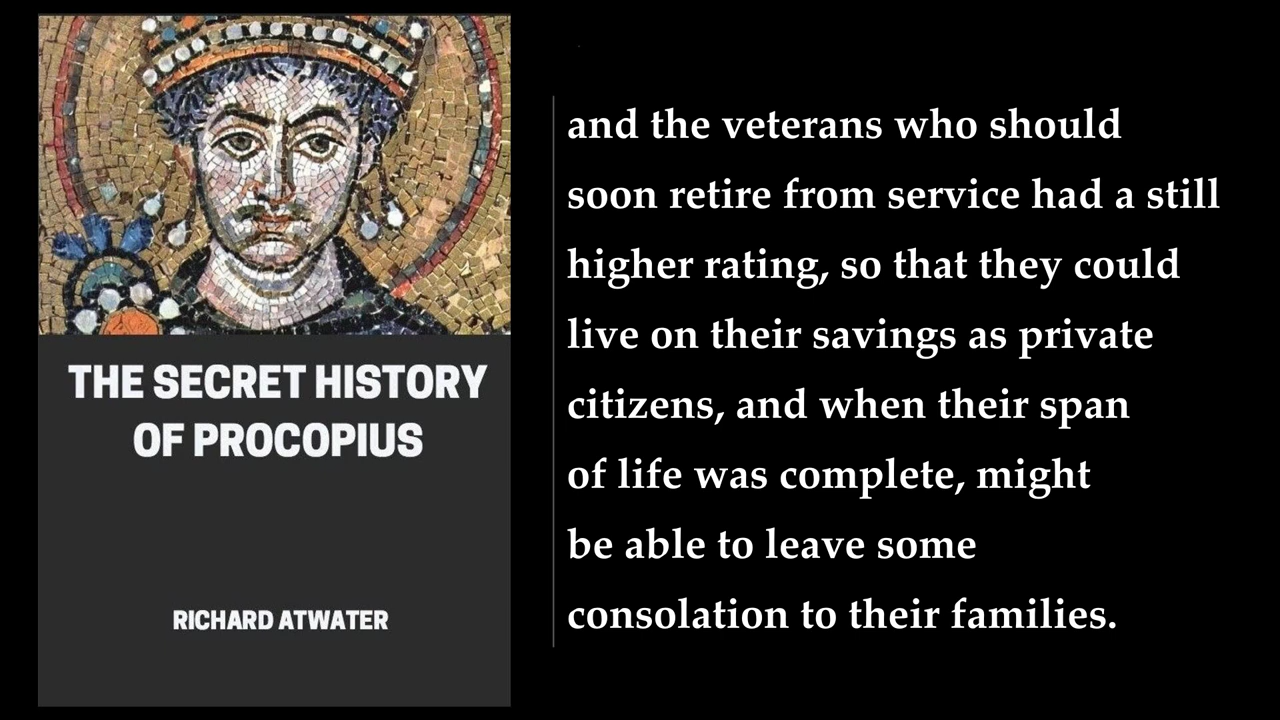 THE SECRET HISTORY
OF PROCOPIUS
RICHARD ATWATER
and the veterans who should
soon retire from service had a still
higher rating, so that they could
live on their savings as private
citizens, and when their span
of life was complete, might
be able to leave some
consolation to their families.